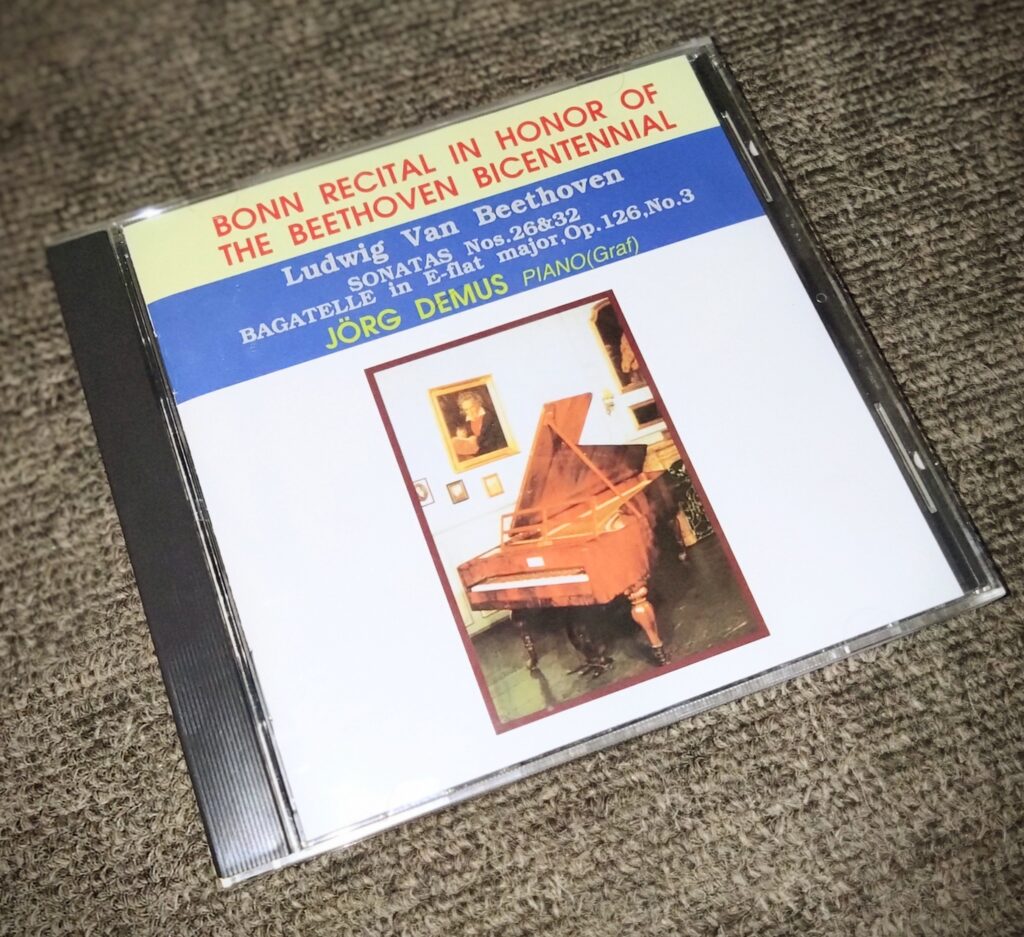 BONN RECITAL IN HONOR OF
THE BEETHOVEN BICENTENNIAL
Ludwig Van Beethoven
SONATAS Nos.26&32
BAGATELLE in E-flat major,Op.126,No.3
JÖRG DEMUS PIANO(Graf)